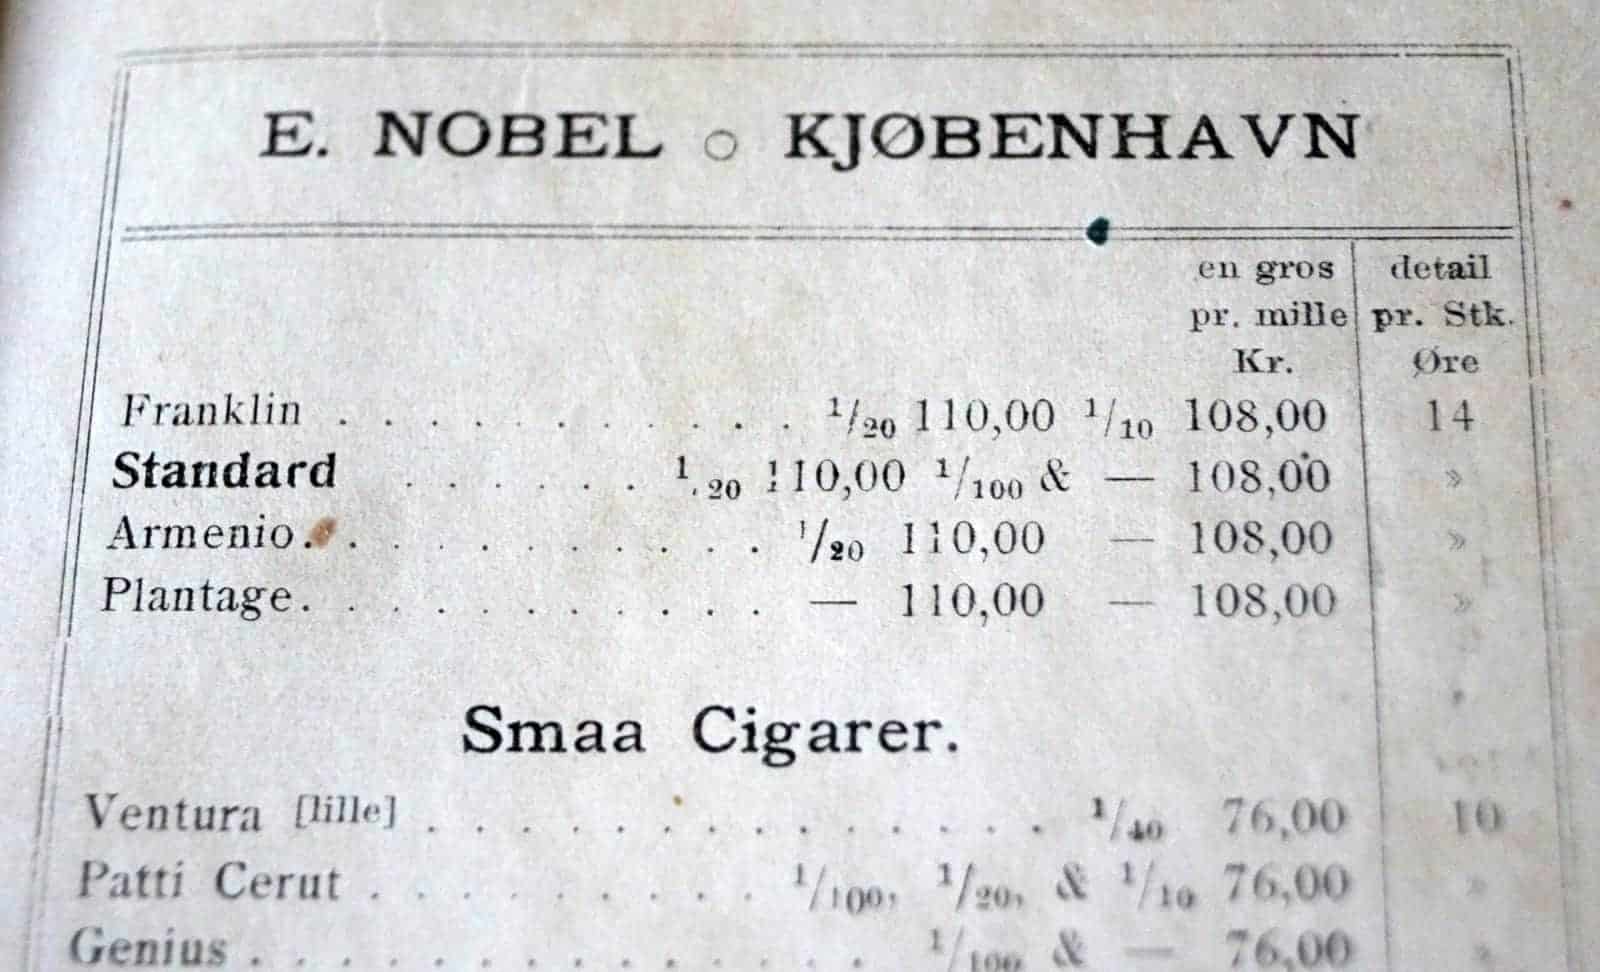 E. NOBEL o KJØBENHAVN
en gros detail
pr. mille pr. Stk.
Kr. Øre
Franklin . . . . . . . . . . . 1/20 110,00 1/10 108,00 14
Standard . . . . . . 1/20 110,00 1/100 & — 108,00 »
Armenio . . . . . . . . . . . 1/20 110,00 — 108,00 »
Plantage . . . . . . . . . . . — 110,00 — 108,00 »
Smaa Cigarer.
Ventura [lille] . . . . . . . . . . . . . . 1/40 76,00 10
Patti Cerut . . . . . . . . . 1/100, 1/20, & 1/10 76,00 »
Genius . . . . . . . . . . . . . . 1/100 & — 76,00 »